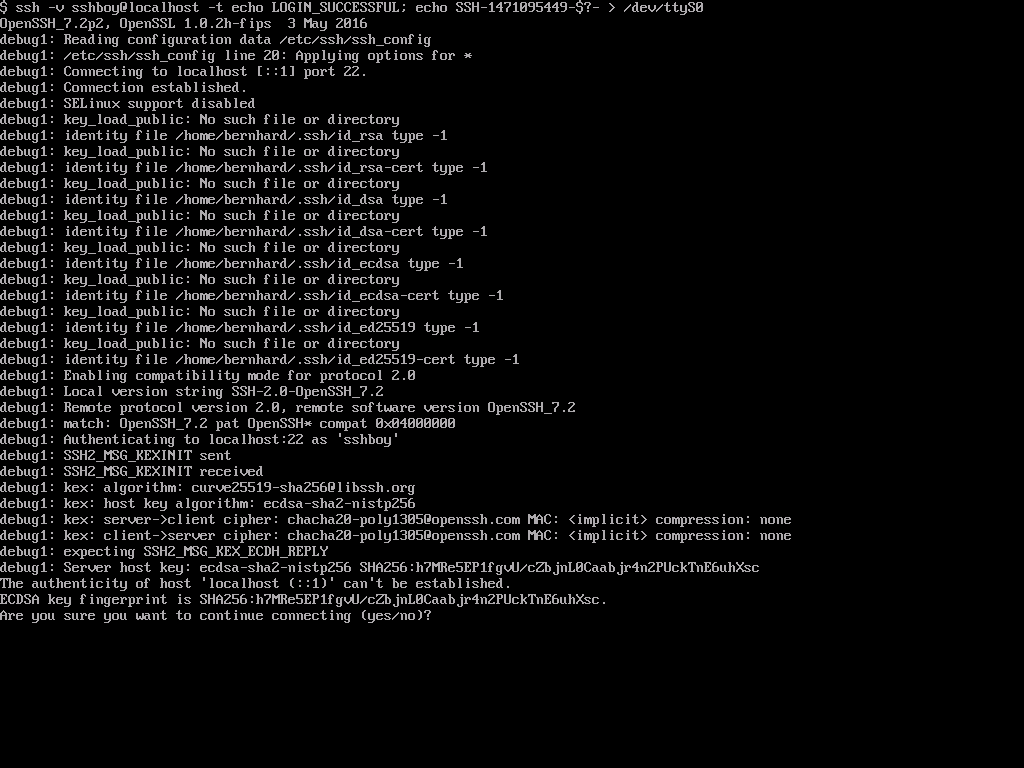 $ ssh -v sshboy@localhost -t echo LOGIN_SUCCESSFUL; echo SSH-1471095449-$?- > /dev/ttyS0
OpenSSH_7.2p2, OpenSSL 1.0.2h-fips  3 May 2016
debug1: Reading configuration data /etc/ssh/ssh_config
debug1: /etc/ssh/ssh_config line 20: Applying options for *
debug1: Connecting to localhost [::1] port 22.
debug1: Connection established.
debug1: SELinux support disabled
debug1: key_load_public: No such file or directory
debug1: identity file /home/bernhard/.ssh/id_rsa type -1
debug1: key_load_public: No such file or directory
debug1: identity file /home/bernhard/.ssh/id_rsa-cert type -1
debug1: key_load_public: No such file or directory
debug1: identity file /home/bernhard/.ssh/id_dsa type -1
debug1: key_load_public: No such file or directory
debug1: identity file /home/bernhard/.ssh/id_dsa-cert type -1
debug1: key_load_public: No such file or directory
debug1: identity file /home/bernhard/.ssh/id_ecdsa type -1
debug1: key_load_public: No such file or directory
debug1: identity file /home/bernhard/.ssh/id_ecdsa-cert type -1
debug1: key_load_public: No such file or directory
debug1: identity file /home/bernhard/.ssh/id_ed25519 type -1
debug1: key_load_public: No such file or directory
debug1: identity file /home/bernhard/.ssh/id_ed25519-cert type -1
debug1: Enabling compatibility mode for protocol 2.0
debug1: Local version string SSH-2.0-OpenSSH_7.2
debug1: Remote protocol version 2.0, remote software version OpenSSH_7.2
debug1: match: OpenSSH_7.2 pat OpenSSH* compat 0x04000000
debug1: Authenticating to localhost:22 as 'sshboy'
debug1: SSH2_MSG_KEXINIT sent
debug1: SSH2_MSG_KEXINIT received
debug1: kex: algorithm: curve25519-sha256@libssh.org
debug1: kex: host key algorithm: ecdsa-sha2-nistp256
debug1: kex: server->client cipher: chacha20-poly1305@openssh.com MAC: <implicit> compression: none
debug1: kex: client->server cipher: chacha20-poly1305@openssh.com MAC: <implicit> compression: none
debug1: expecting SSH2_MSG_KEX_ECDH_REPLY
debug1: Server host key: ecdsa-sha2-nistp256 SHA256:h7MRe5EP1fgvU/cZbjnL0Caabjr4n2PUckTnE6uhXsc
The authenticity of host 'localhost (::1)' can't be established.
ECDSA key fingerprint is SHA256:h7MRe5EP1fgvU/cZbjnL0Caabjr4n2PUckTnE6uhXsc.
Are you sure you want to continue connecting (yes/no)?